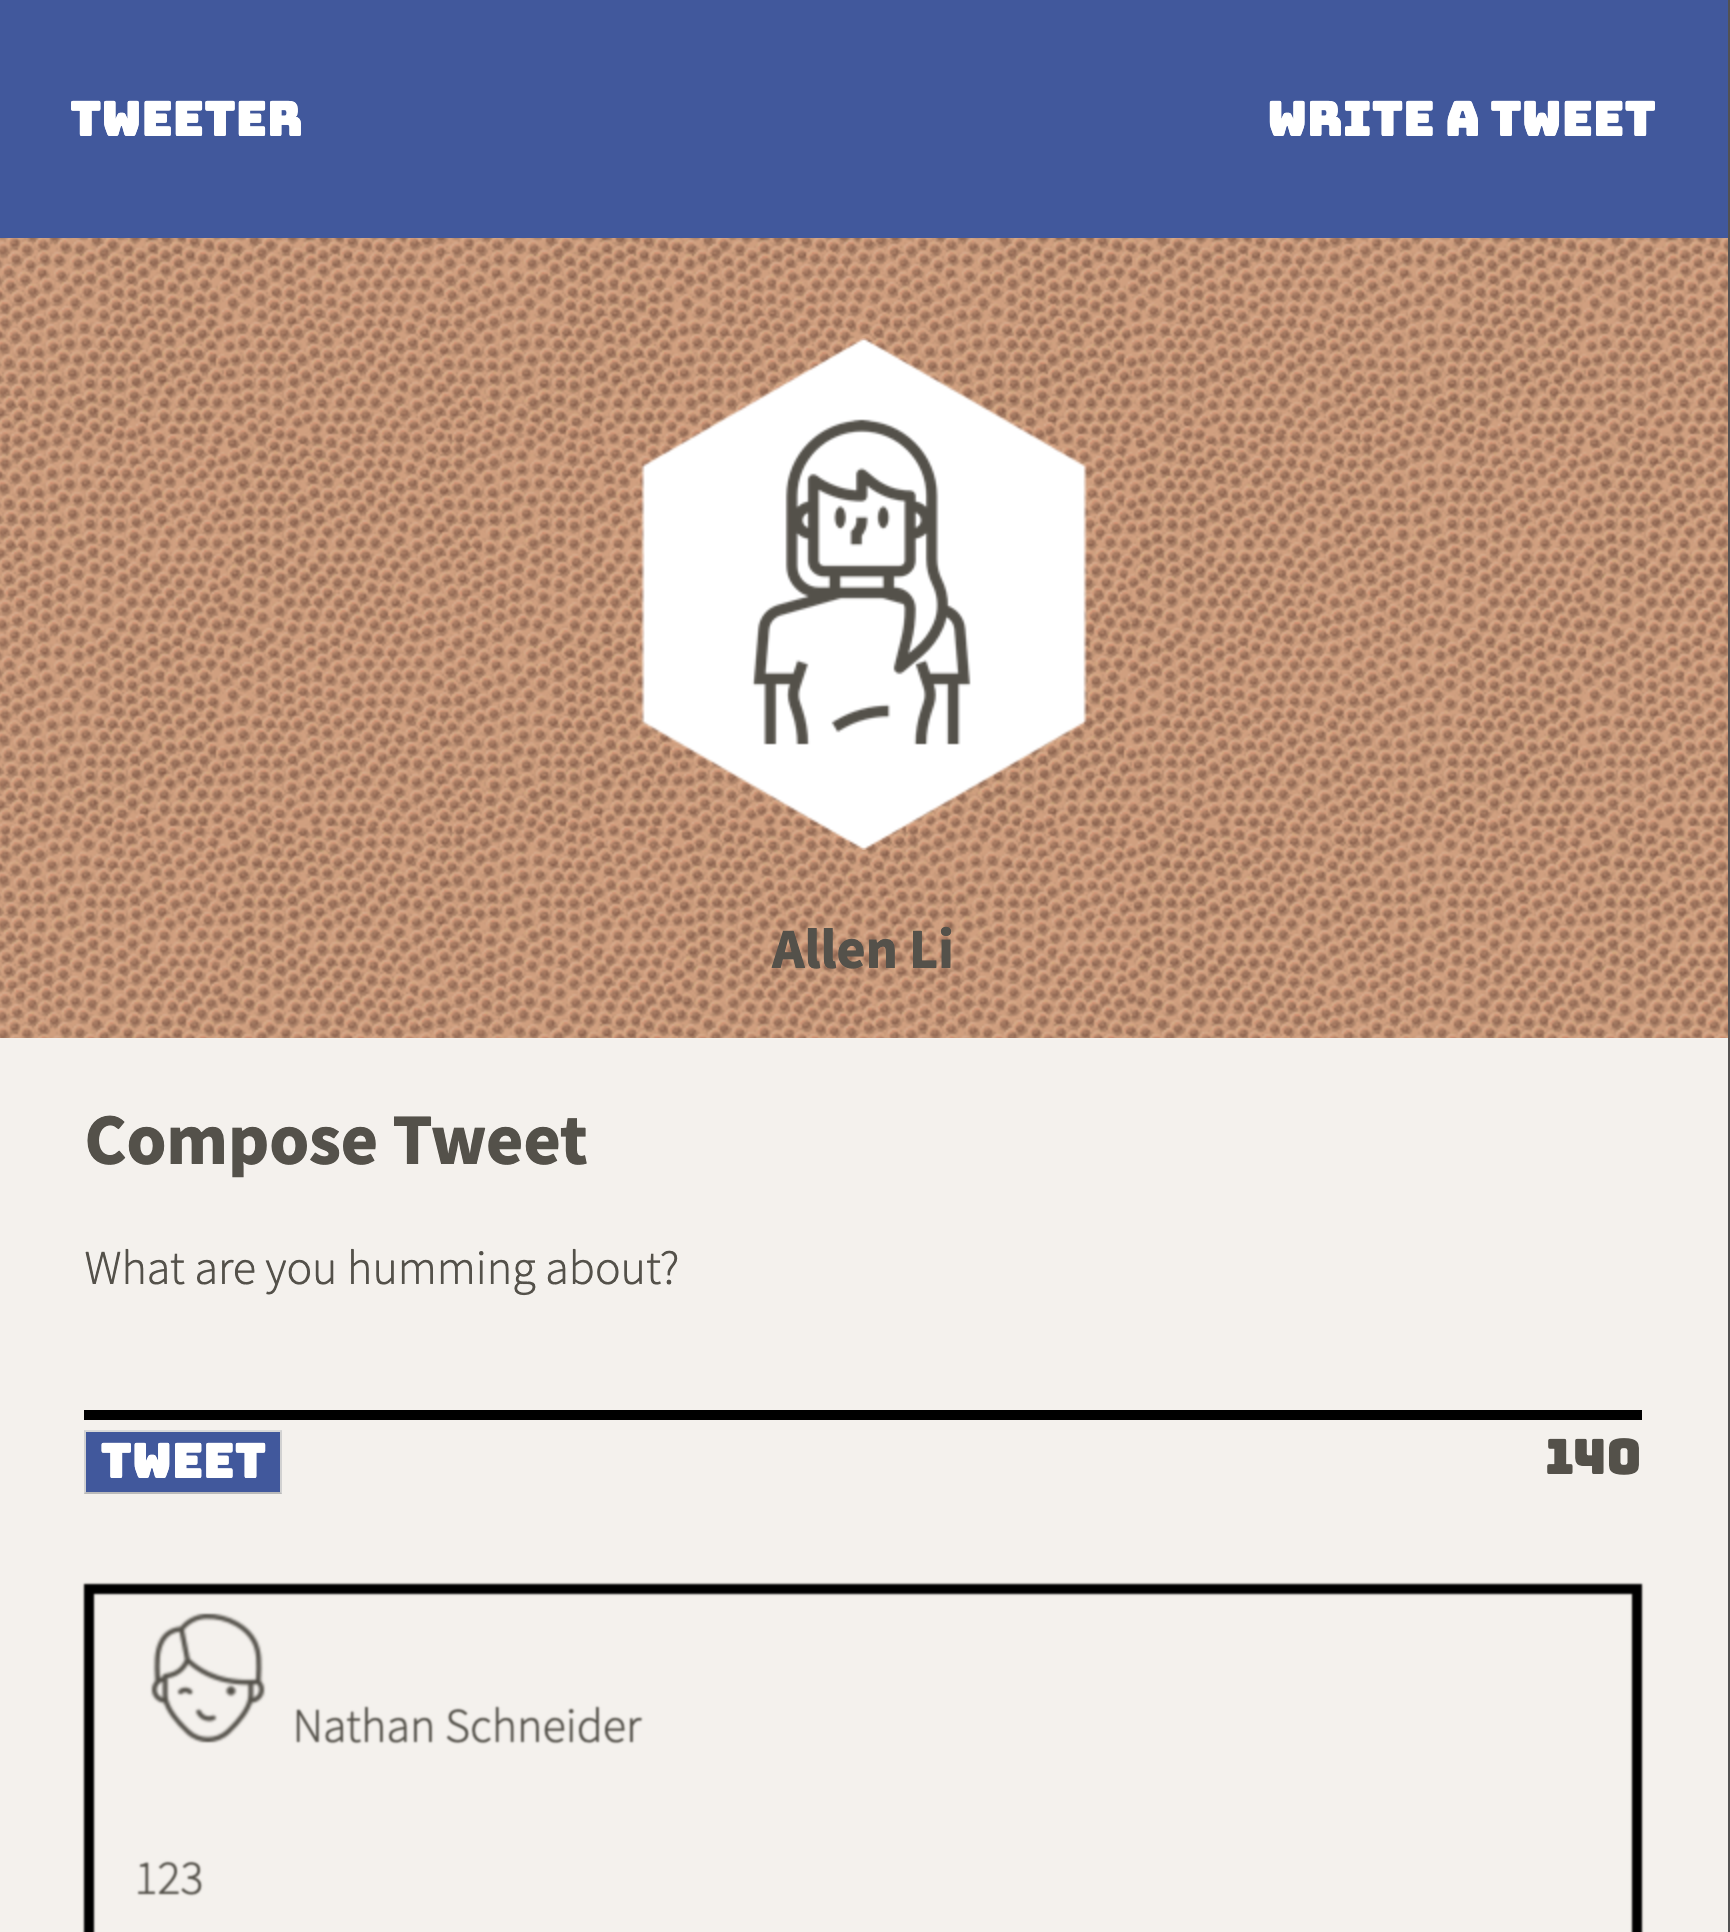 TWEETER
WRITE A TWEET
Allen Li
Compose Tweet
What are you humming about?
TWEET
140
Nathan Schneider
123